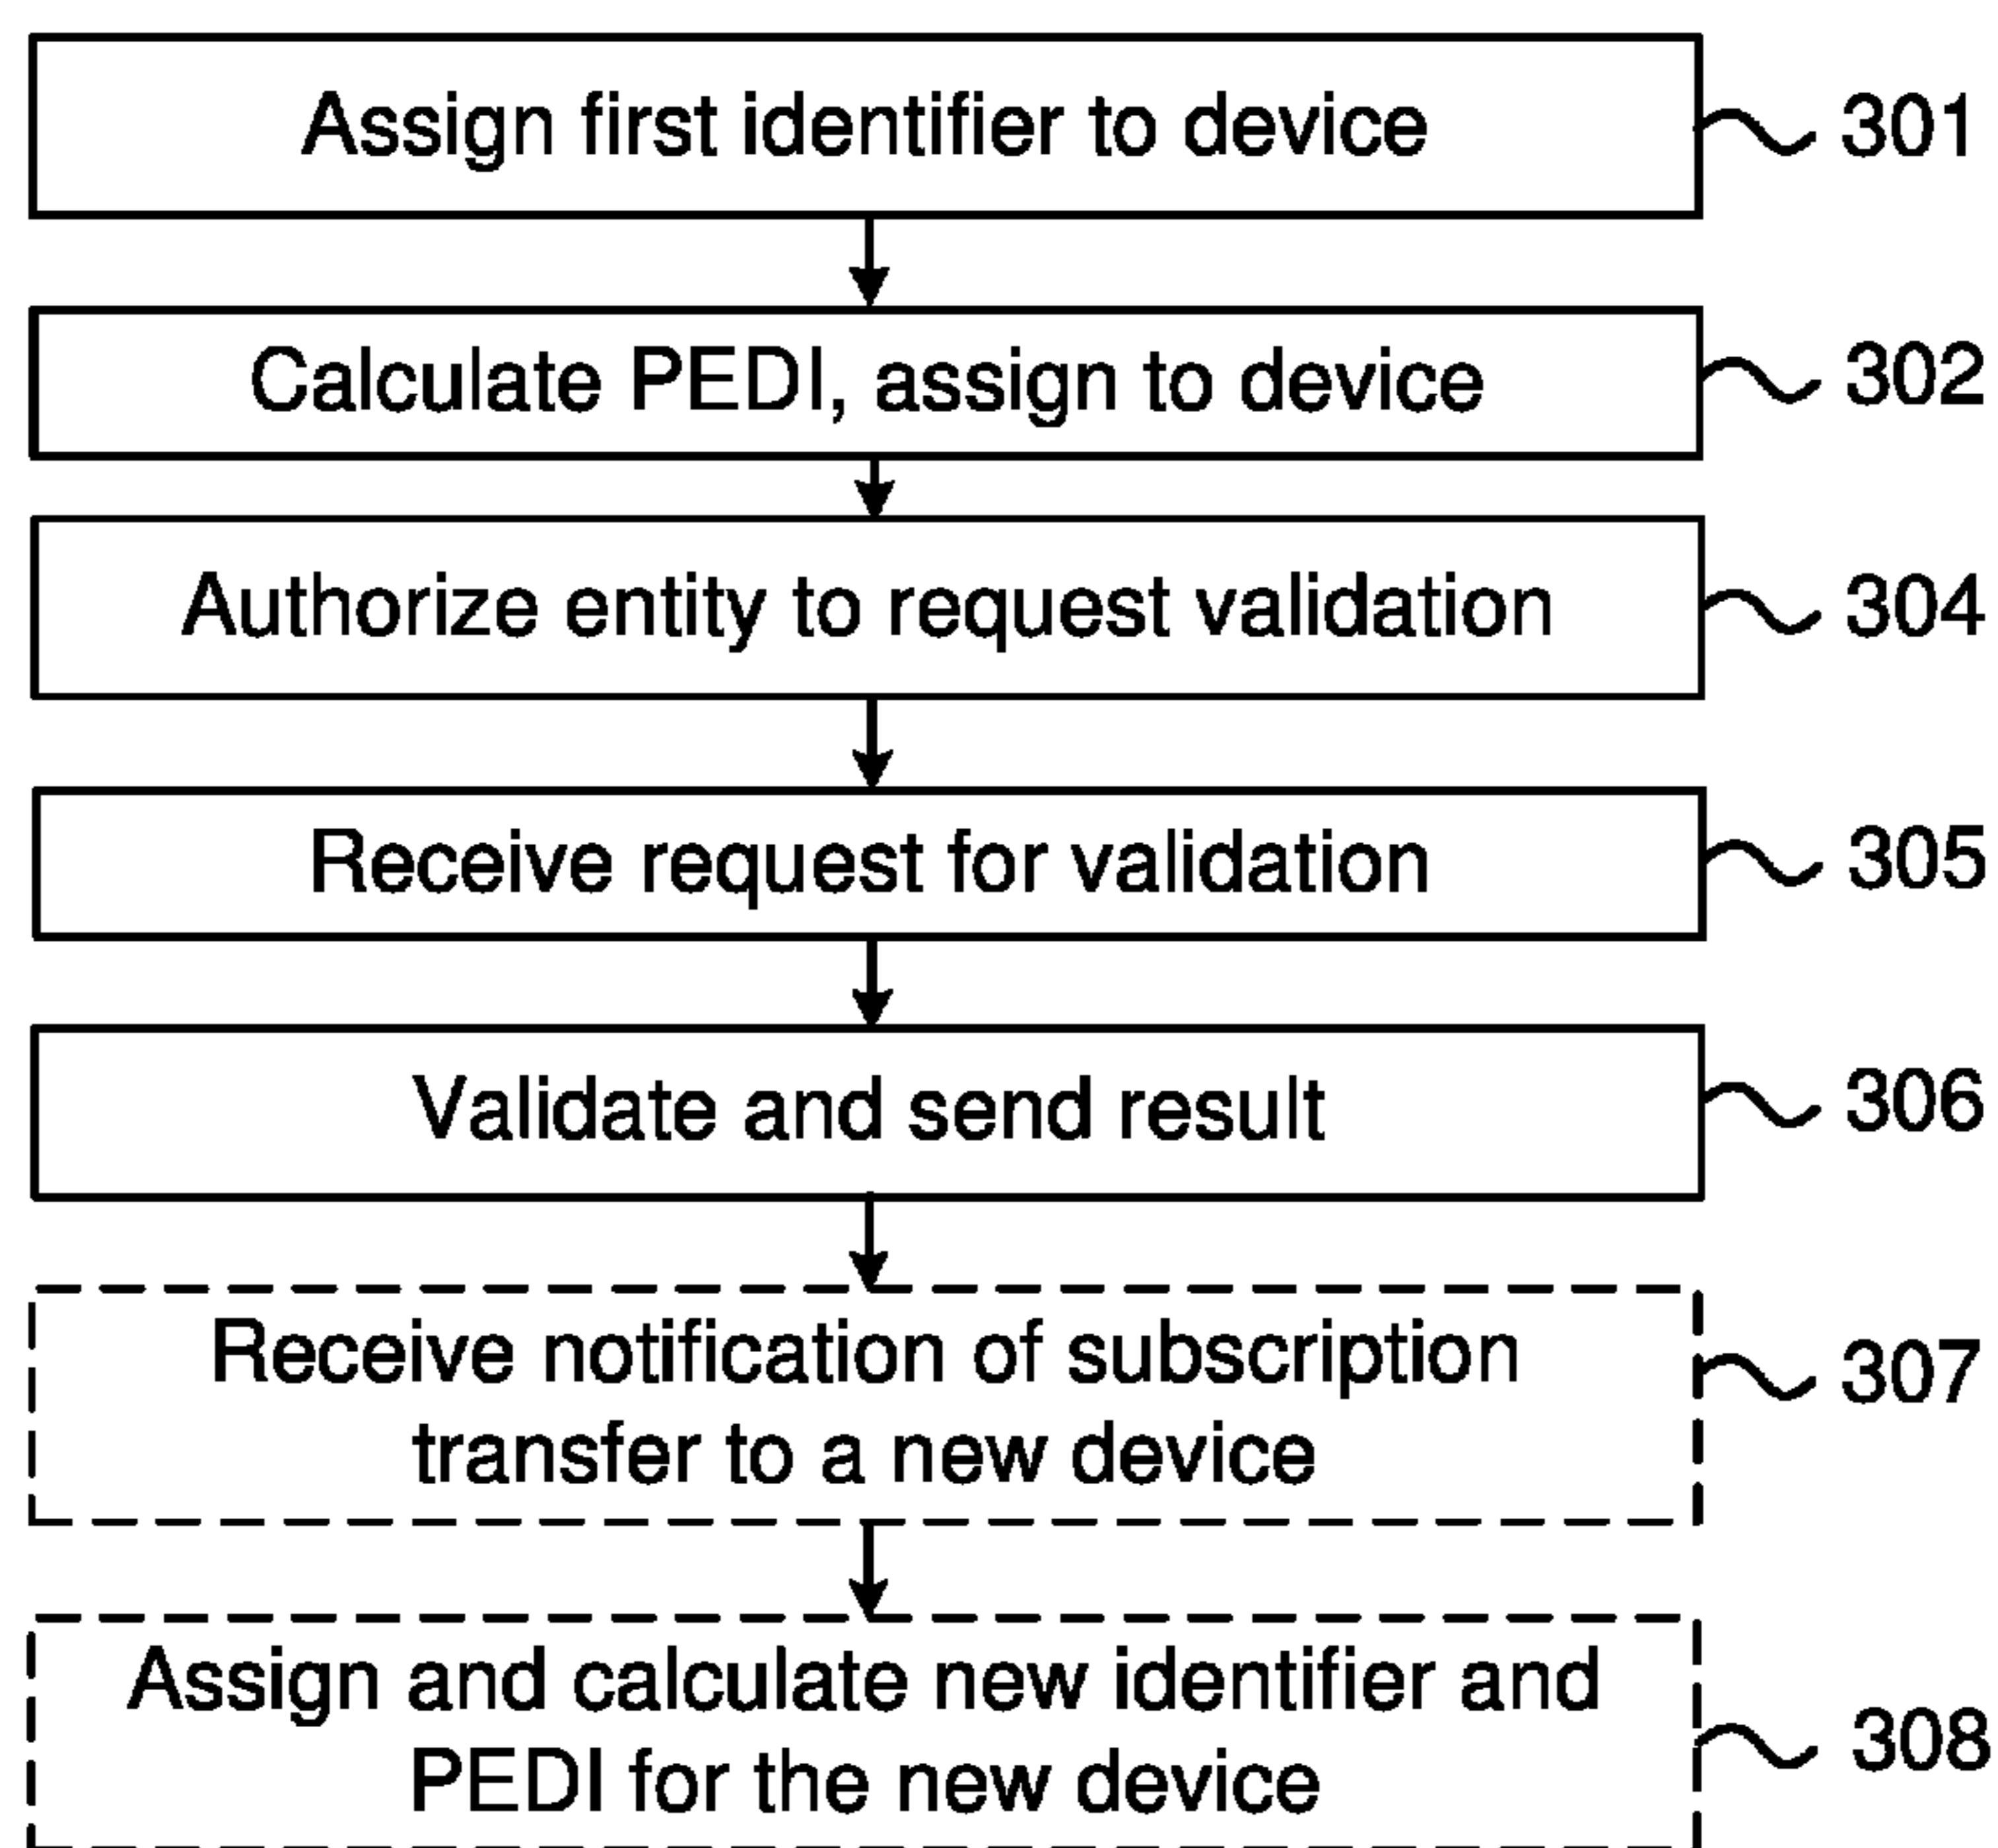 Assign first identifier to device
301
Calculate PEDI, assign to device
302
Authorize entity to request validation
304
Receive request for validation
305
Validate and send result
306
Receive notification of subscription
transfer to a new device
307
Assign and calculate new identifier and
PEDI for the new device
308